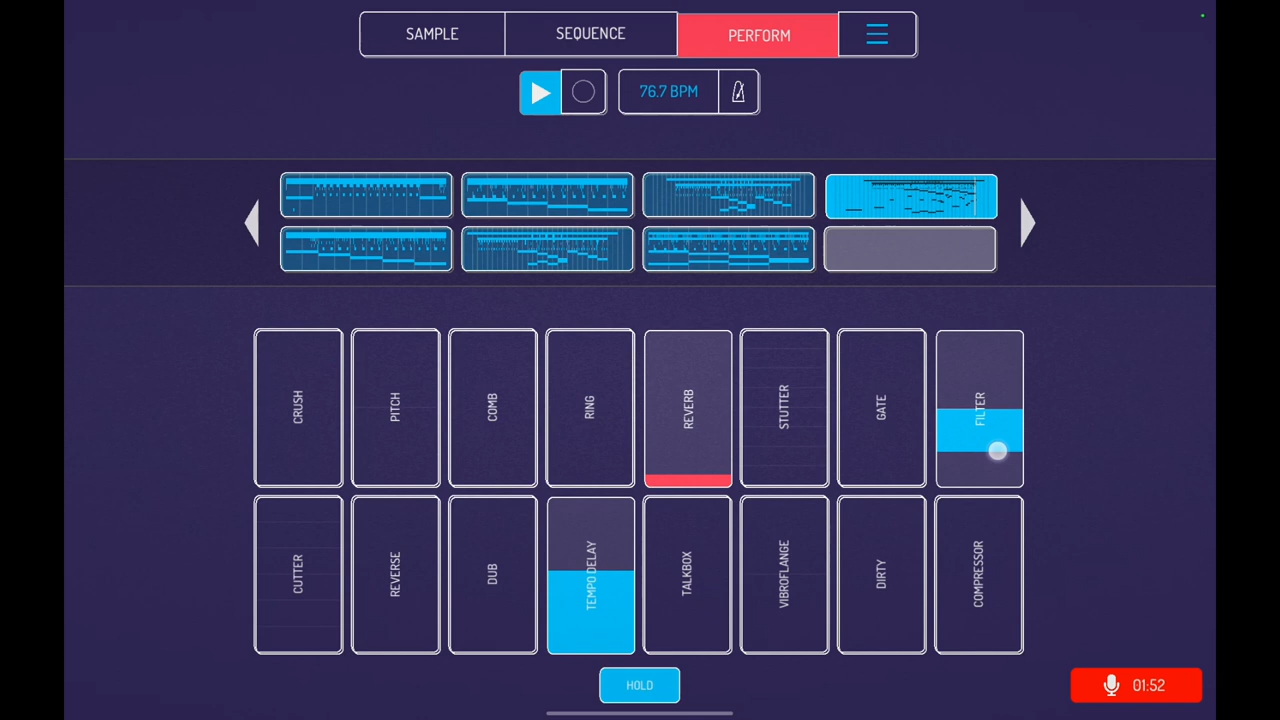 SAMPLE SEQUENCE PERFORM
76.7 BPM
CRUSH PITCH COMB RING REVERB STUTTER GATE FILTER
CUTTER REVERSE DUB TEMPO DELAY TALKBOX VIBROFLANGE DIRTY COMPRESSOR
HOLD
01:52